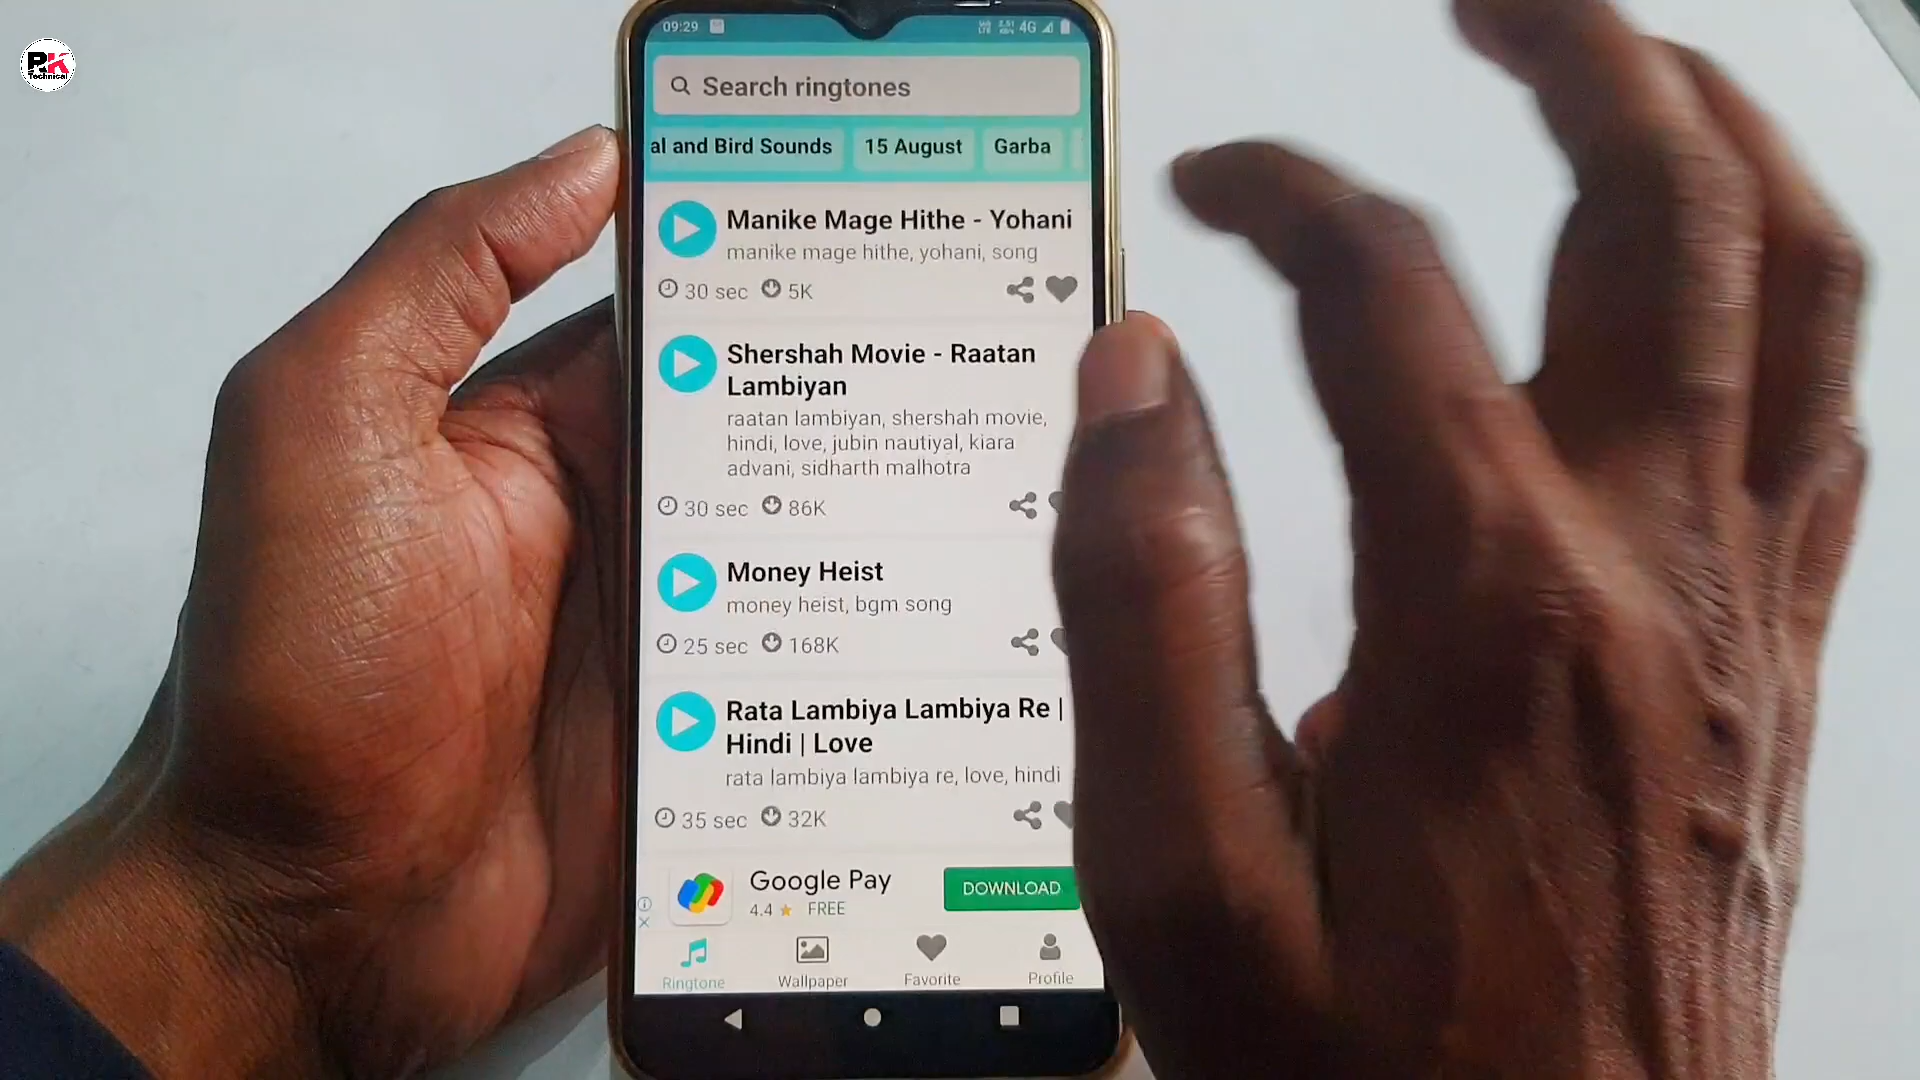 RK
Technical
09:29
4G
Search ringtones
al and Bird Sounds
15 August
Garba
Manike Mage Hithe - Yohani
manike mage hithe, yohani, song
30 sec
5K
Shershah Movie - Raatan
Lambiyan
raatan lambiyan, shershah movie,
hindi, love, jubin nautiyal, kiara
advani, sidharth malhotra
30 sec
86K
Money Heist
money heist, bgm song
25 sec
168K
Rata Lambiya Lambiya Re |
Hindi | Love
rata lambiya lambiya re, love, hindi
35 sec
32K
Google Pay
4.4 ★ FREE
DOWNLOAD
Ringtone
Wallpaper
Favorite
Profile